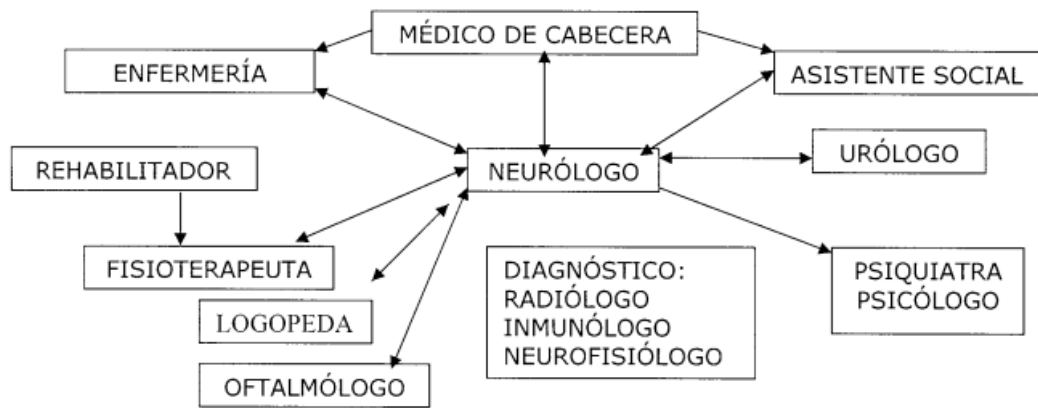 MÉDICO DE CABECERA
ENFERMERÍA
ASISTENTE SOCIAL
REHABILITADOR
NEURÓLOGO
URÓLOGO
FISIOTERAPEUTA
LOGOPEDA
OFTALMÓLOGO
DIAGNÓSTICO:
RADIÓLOGO
INMUNÓLOGO
NEUROFISIÓLOGO
PSIQUIATRA
PSICÓLOGO